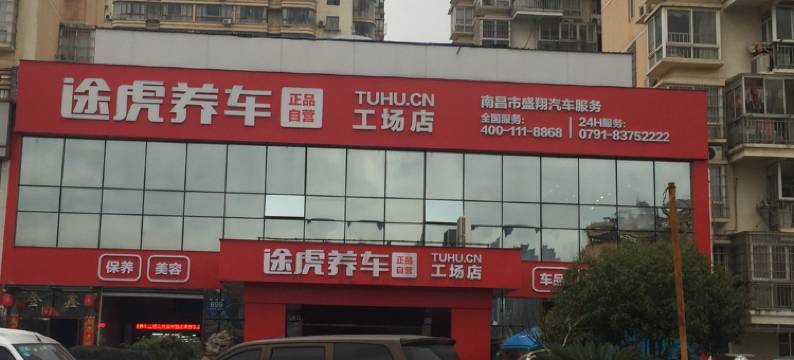 途虎养车 正品自营 TUHU.CN 工场店
南昌市盛翔汽车服务
全国服务: 400-111-8868
24H服务: 0791-83752222
途虎养车 正品自营 TUHU.CN 工场店
保养 美容
车品